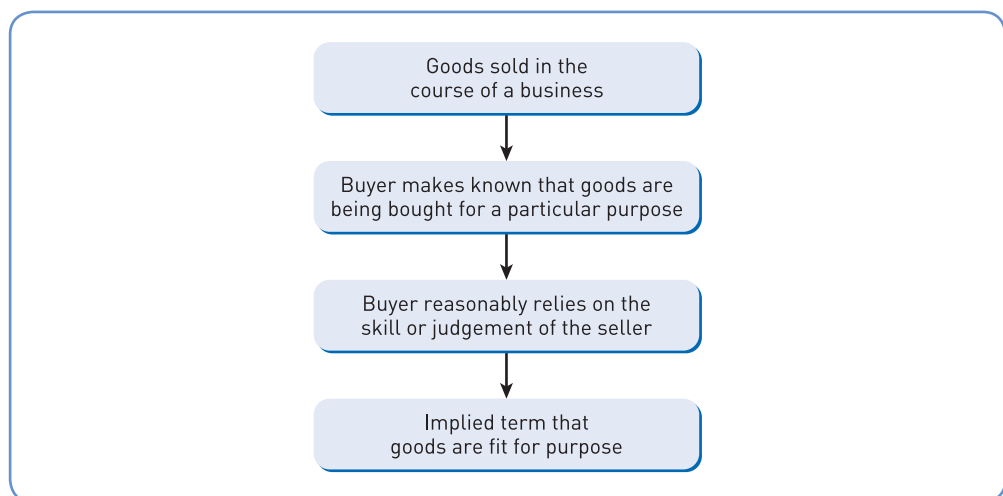 Goods sold in the
course of a business
Buyer makes known that goods are
being bought for a particular purpose
Buyer reasonably relies on the
skill or judgement of the seller
Implied term that
goods are fit for purpose